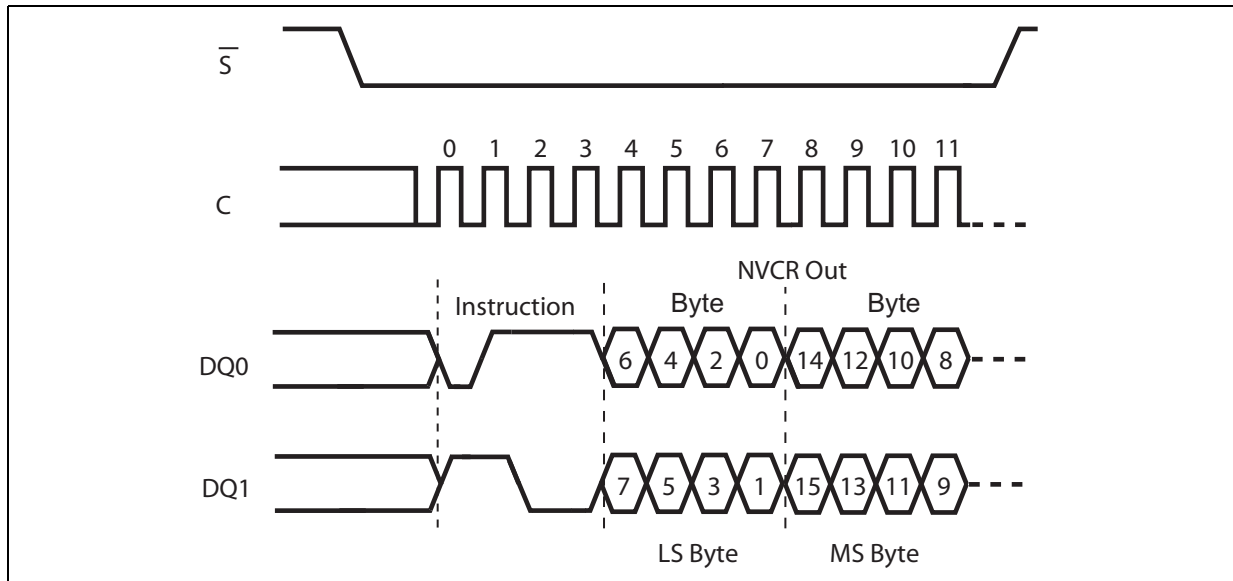 S
0 1 2 3 4 5 6 7 8 9 10 11
C
NVCR Out
Instruction Byte Byte
DQ0 6 4 2 0 14 12 10 8
DQ1 7 5 3 1 15 13 11 9
LS Byte MS Byte